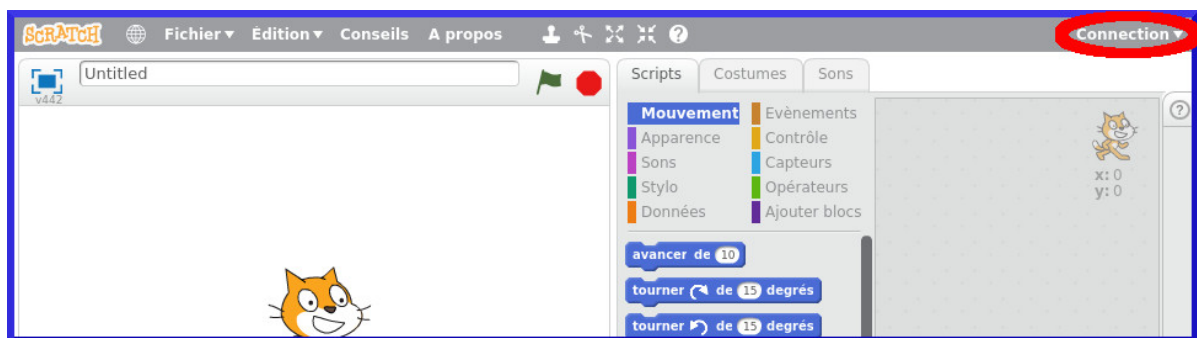 SCRATCH Fichier Édition Conseils A propos ? Connection
Untitled
v442
Scripts Costumes Sons
Mouvement Evènements
Apparence Contrôle
Sons Capteurs
Stylo Opérateurs
Données Ajouter blocs
x: 0
y: 0
?
avancer de 10
tourner de 15 degrés
tourner de 15 degrés